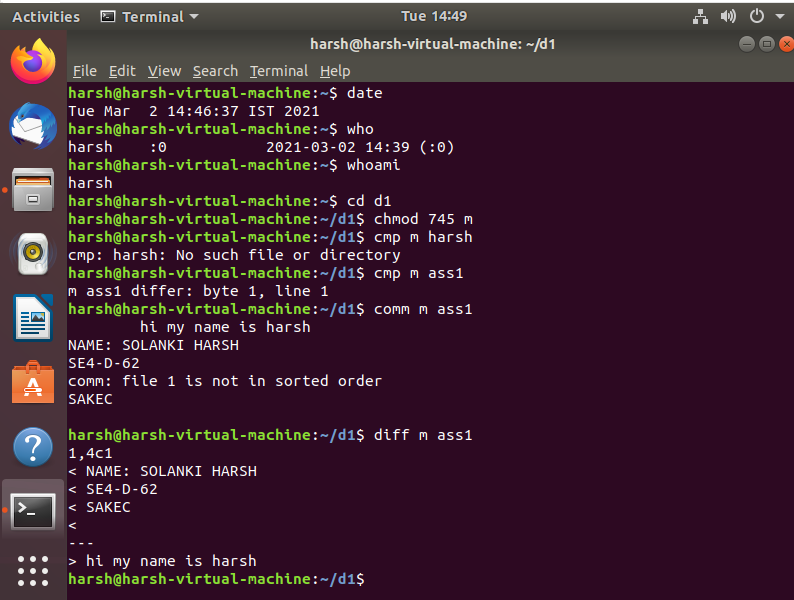 Activities Terminal Tue 14:49
harsh@harsh-virtual-machine: ~/d1
File Edit View Search Terminal Help
harsh@harsh-virtual-machine:~$ date
Tue Mar  2 14:46:37 IST 2021
harsh@harsh-virtual-machine:~$ who
harsh    :0           2021-03-02 14:39 (:0)
harsh@harsh-virtual-machine:~$ whoami
harsh
harsh@harsh-virtual-machine:~$ cd d1
harsh@harsh-virtual-machine:~/d1$ chmod 745 m
harsh@harsh-virtual-machine:~/d1$ cmp m harsh
cmp: harsh: No such file or directory
harsh@harsh-virtual-machine:~/d1$ cmp m ass1
m ass1 differ: byte 1, line 1
harsh@harsh-virtual-machine:~/d1$ comm m ass1
        hi my name is harsh
NAME: SOLANKI HARSH
SE4-D-62
comm: file 1 is not in sorted order
SAKEC

harsh@harsh-virtual-machine:~/d1$ diff m ass1
1,4c1
< NAME: SOLANKI HARSH
< SE4-D-62
< SAKEC
<
---
> hi my name is harsh
harsh@harsh-virtual-machine:~/d1$